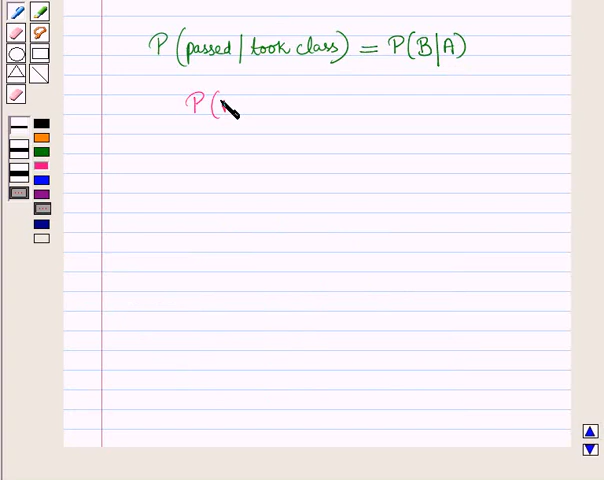 P(passed | took class) = P(B|A)
P(